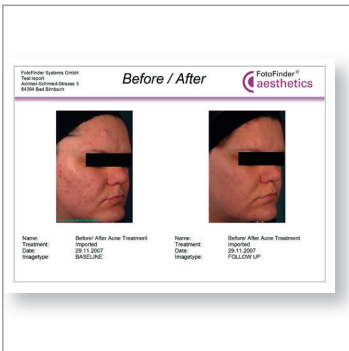 FotoFinder Systems GmbH
Test report
Aichner-Schmied-Strasse 3
84364 Bad Birnbach
Before / After
FotoFinder®
aesthetics
Name: Before/ After Acne Treatment
Treatment: Imported
Date: 29.11.2007
Imagetype: BASELINE
Name: Before/ After Acne Treatment
Treatment: Imported
Date: 29.11.2007
Imagetype: FOLLOW UP